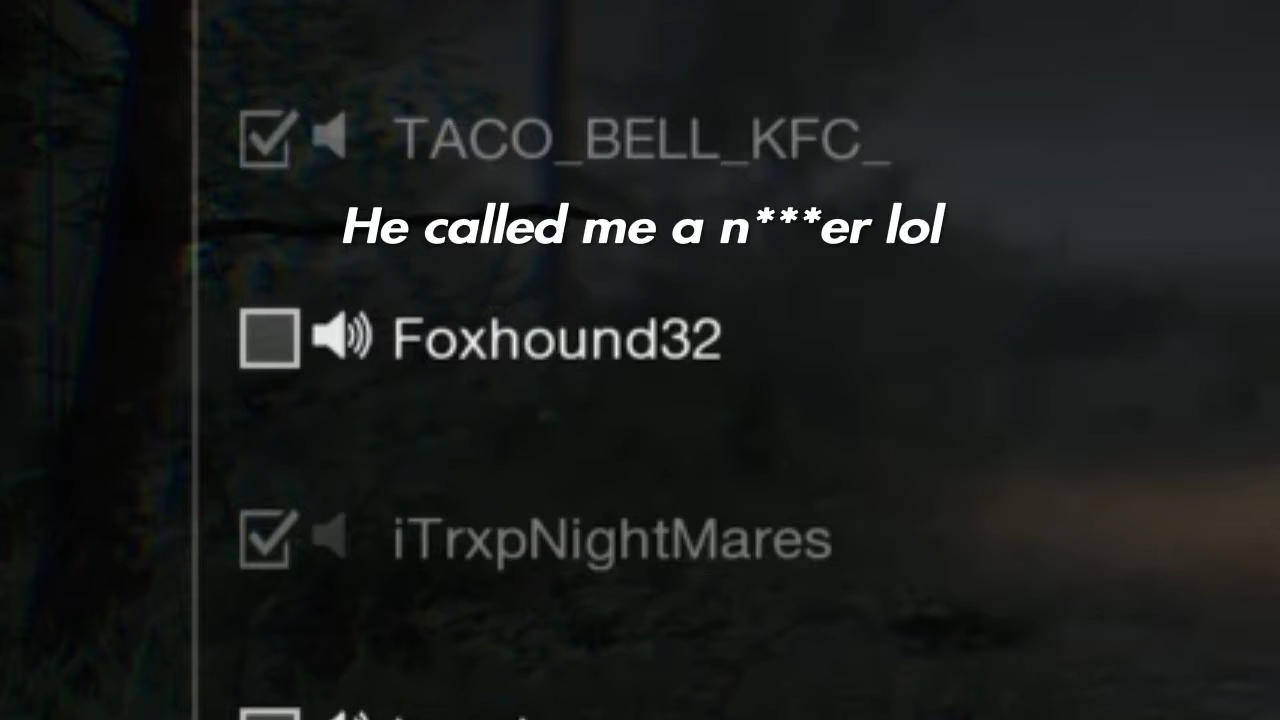 TACO_BELL_KFC_
He called me a n***er lol
Foxhound32
iTrxpNightMares